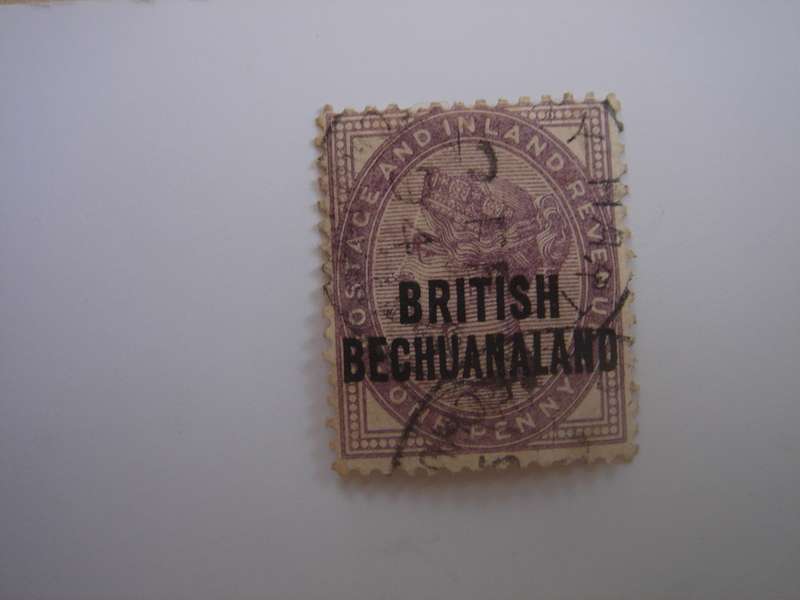 POSTAGE AND INLAND REVENUE
BRITISH
BECHUANALAND
ONE PENNY